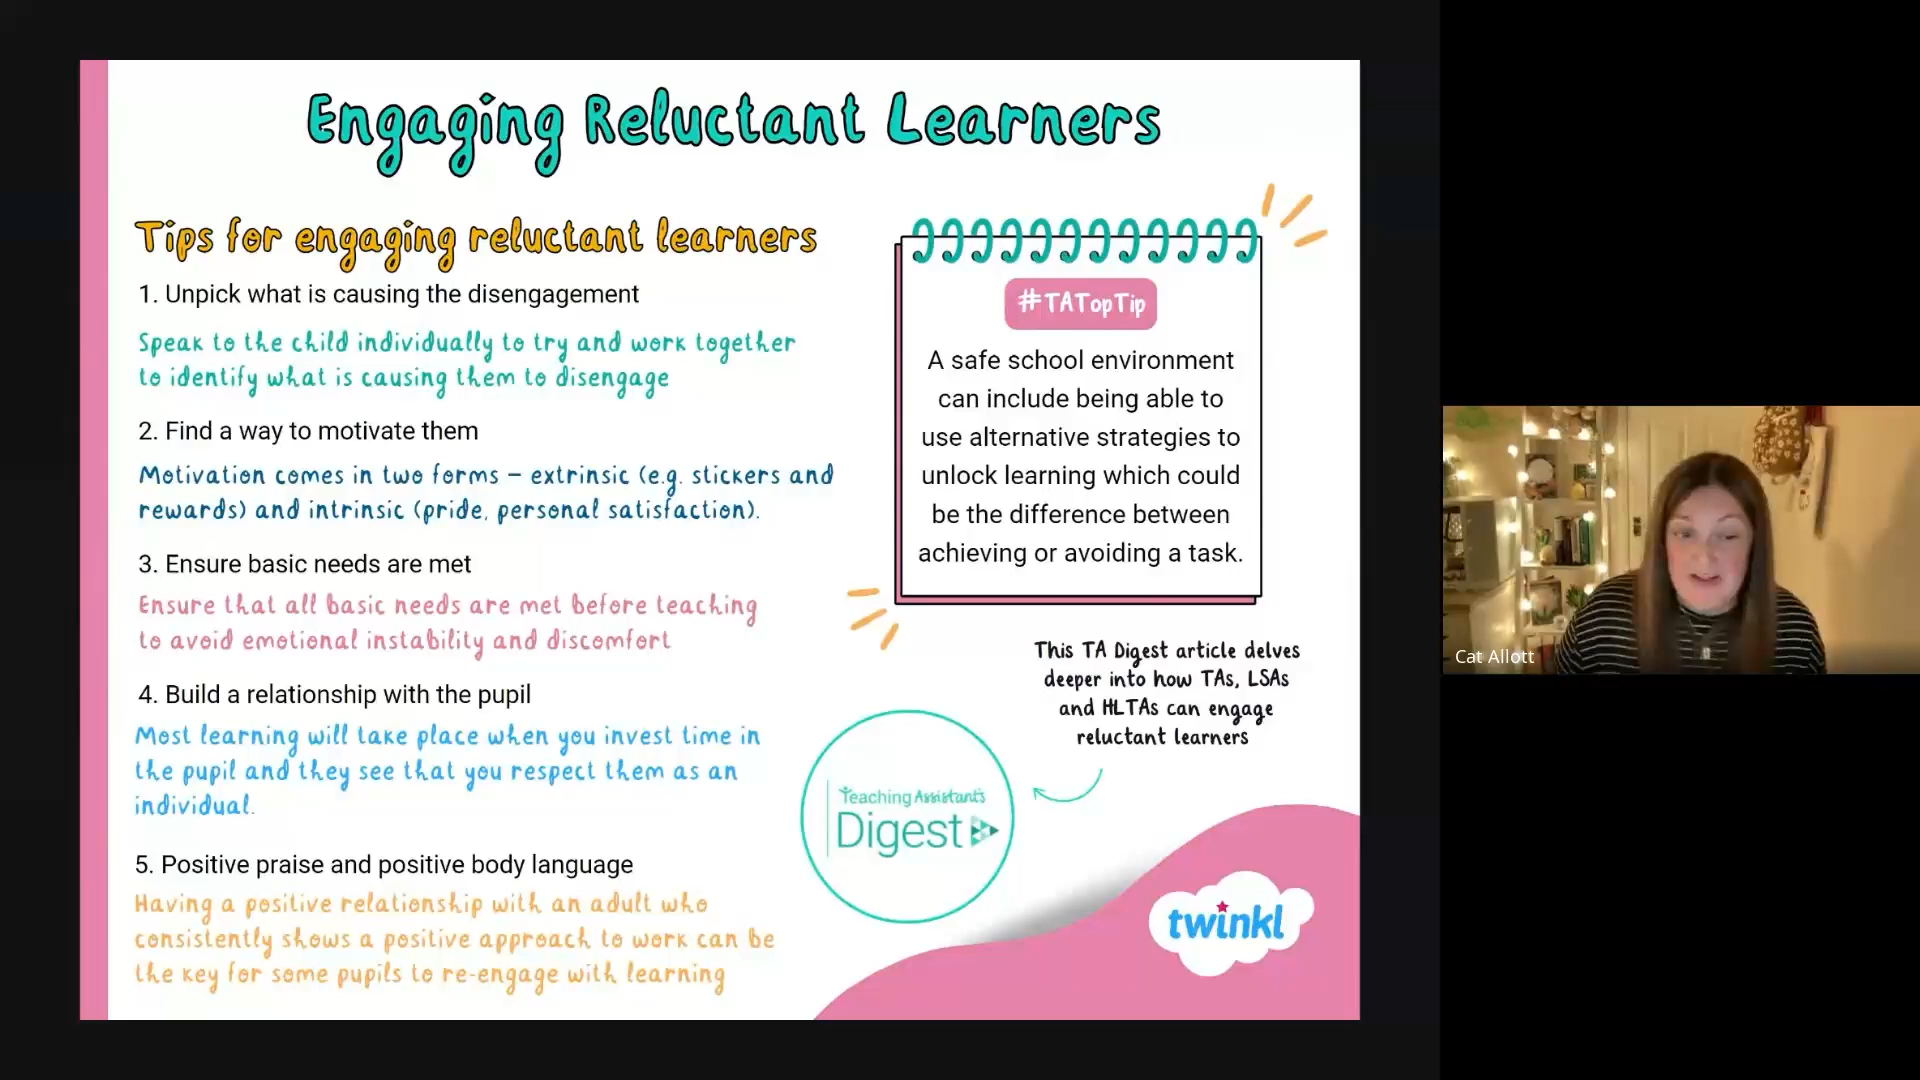 Engaging Reluctant Learners
Tips for engaging reluctant learners
1. Unpick what is causing the disengagement
Speak to the child individually to try and work together
to identify what is causing them to disengage
2. Find a way to motivate them
Motivation comes in two forms – extrinsic (e.g. stickers and
rewards) and intrinsic (pride, personal satisfaction).
3. Ensure basic needs are met
Ensure that all basic needs are met before teaching
to avoid emotional instability and discomfort
4. Build a relationship with the pupil
Most learning will take place when you invest time in
the pupil and they see that you respect them as an
individual.
5. Positive praise and positive body language
Having a positive relationship with an adult who
consistently shows a positive approach to work can be
the key for some pupils to re-engage with learning
#TATopTip
A safe school environment
can include being able to
use alternative strategies to
unlock learning which could
be the difference between
achieving or avoiding a task.
This TA Digest article delves
deeper into how TAs, LSAs
and HLTAs can engage
reluctant learners
Teaching Assistant's
Digest
twinkl
Cat Allott